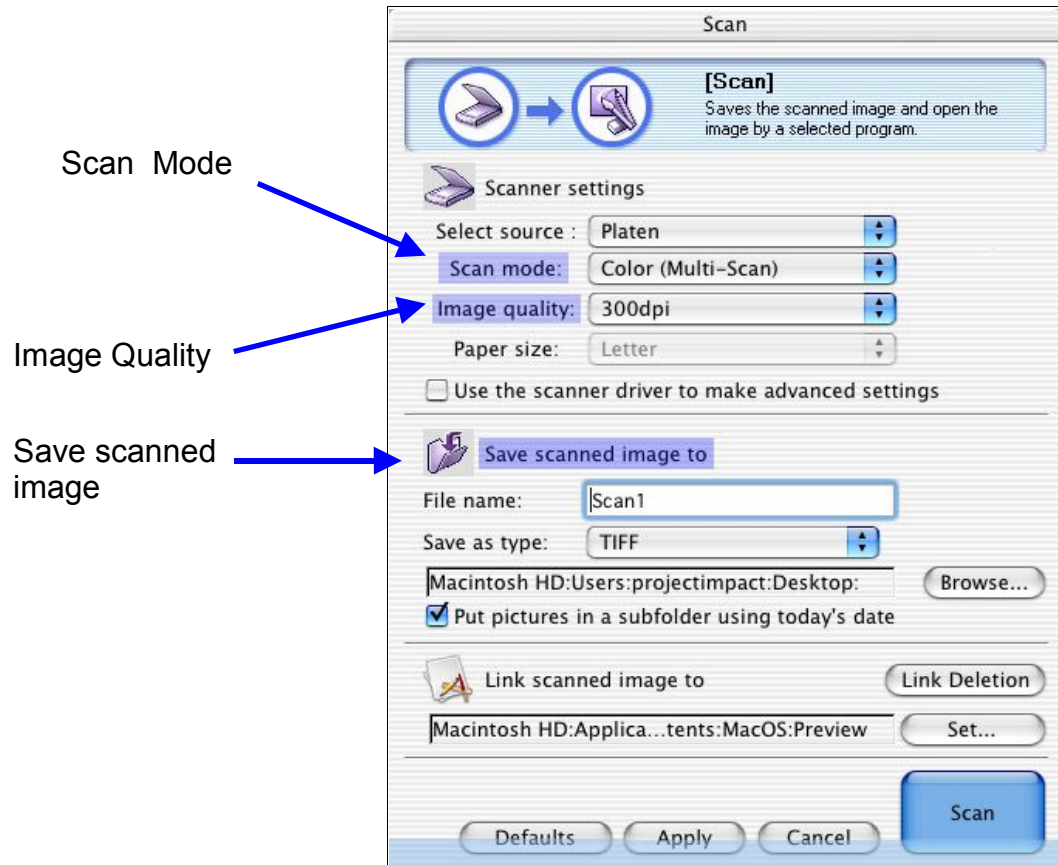 Scan
[Scan]
Saves the scanned image and open the
image by a selected program.
Scan Mode
Scanner settings
Select source : Platen
Scan mode: Color (Multi-Scan)
Image quality: 300dpi
Image Quality
Paper size: Letter
Use the scanner driver to make advanced settings
Save scanned
image
Save scanned image to
File name: Scan1
Save as type: TIFF
Macintosh HD:Users:projectimpact:Desktop: Browse...
Put pictures in a subfolder using today's date
Link scanned image to Link Deletion
Macintosh HD:Applica...tents:MacOS:Preview Set...
Scan
Defaults Apply Cancel